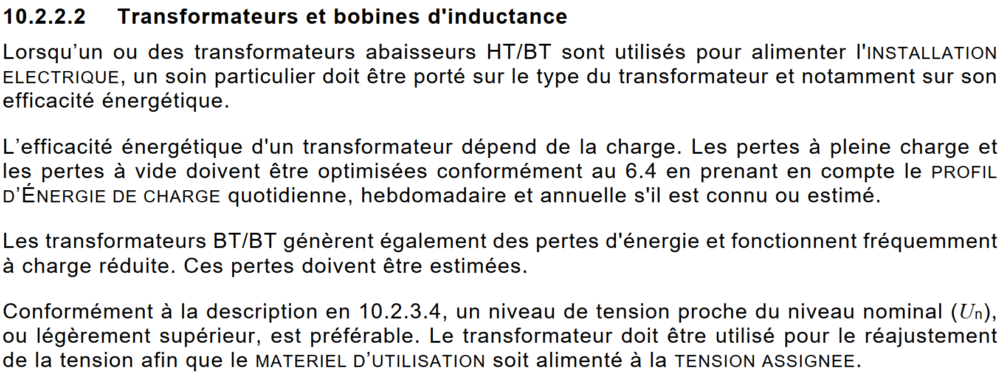 10.2.2.2 Transformateurs et bobines d'inductance
Lorsqu’un ou des transformateurs abaisseurs HT/BT sont utilisés pour alimenter l'INSTALLATION
ELECTRIQUE, un soin particulier doit être porté sur le type du transformateur et notamment sur son
efficacité énergétique.
L’efficacité énergétique d'un transformateur dépend de la charge. Les pertes à pleine charge et
les pertes à vide doivent être optimisées conformément au 6.4 en prenant en compte le PROFIL
D’ÉNERGIE DE CHARGE quotidienne, hebdomadaire et annuelle s'il est connu ou estimé.
Les transformateurs BT/BT génèrent également des pertes d'énergie et fonctionnent fréquemment
à charge réduite. Ces pertes doivent être estimées.
Conformément à la description en 10.2.3.4, un niveau de tension proche du niveau nominal (Un),
ou légèrement supérieur, est préférable. Le transformateur doit être utilisé pour le réajustement
de la tension afin que le MATERIEL D’UTILISATION soit alimenté à la TENSION ASSIGNEE.